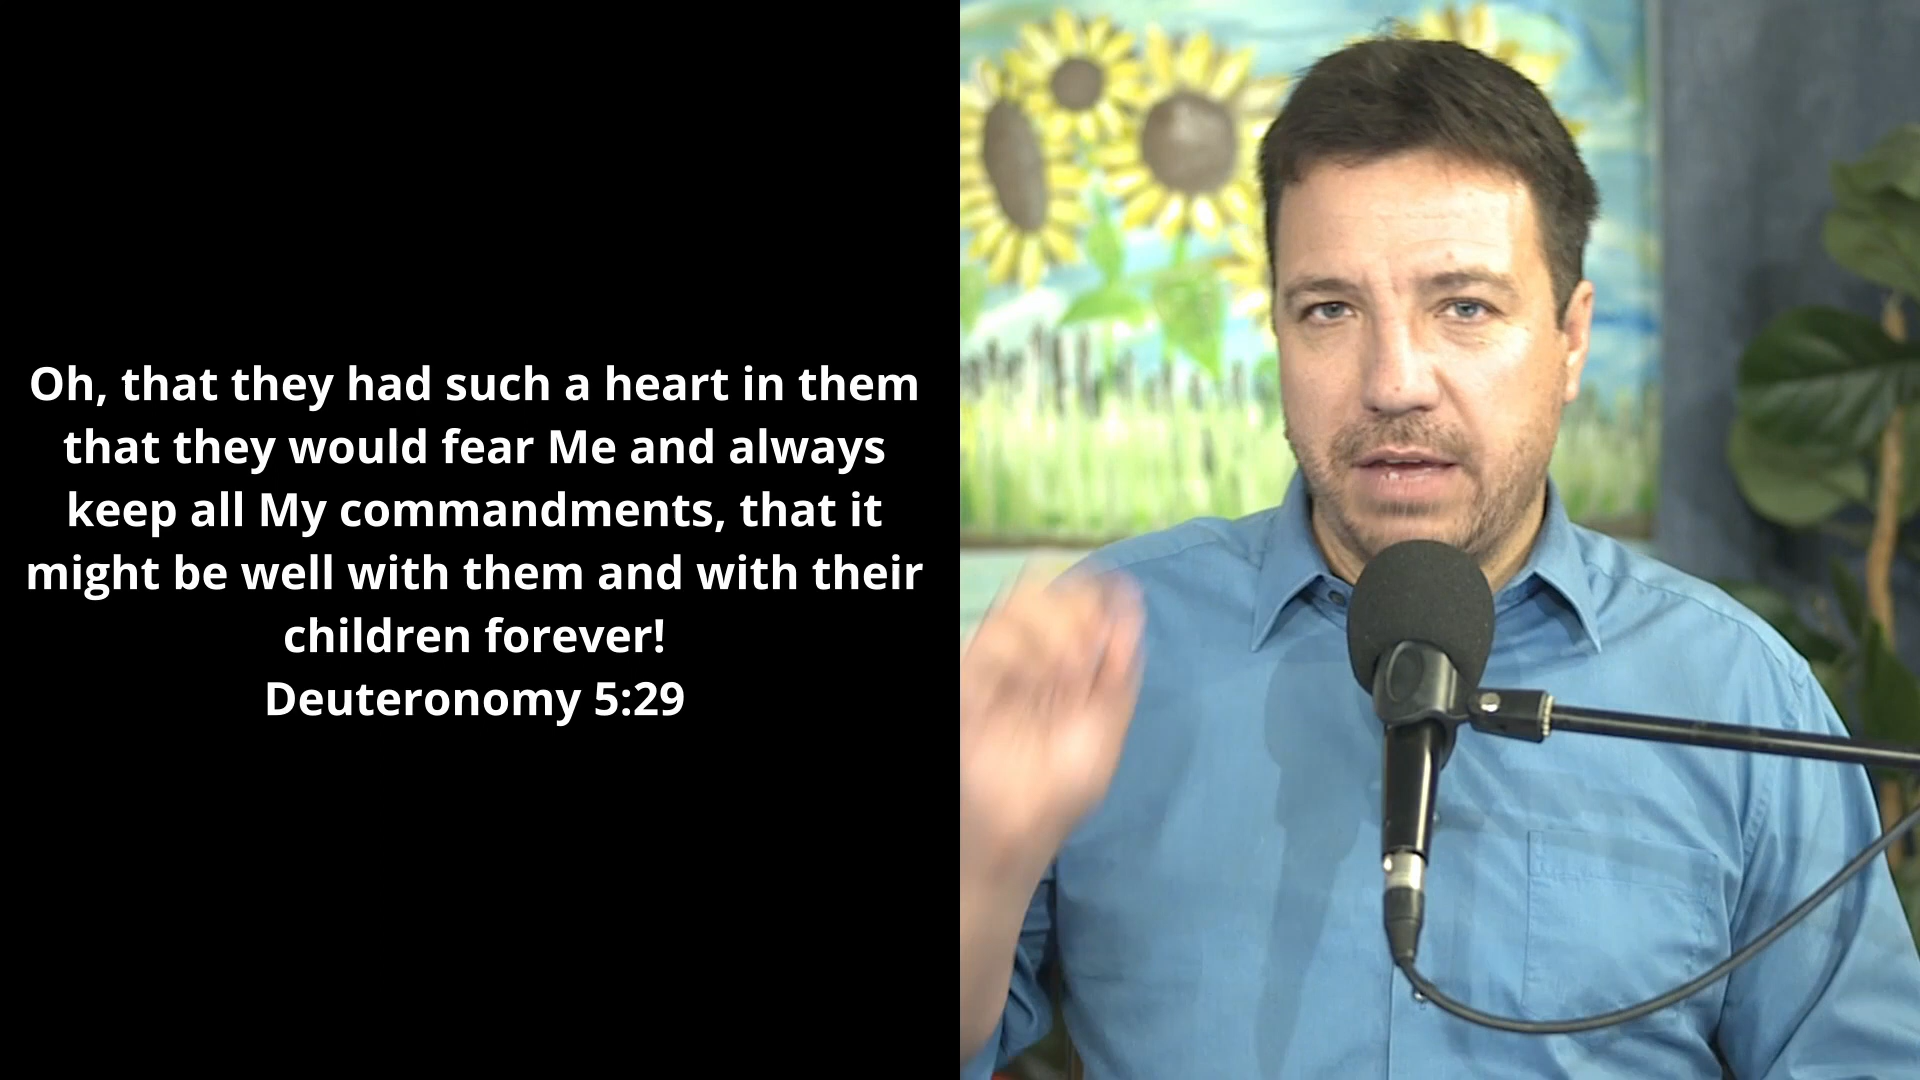 Oh, that they had such a heart in them
that they would fear Me and always
keep all My commandments, that it
might be well with them and with their
children forever!
Deuteronomy 5:29